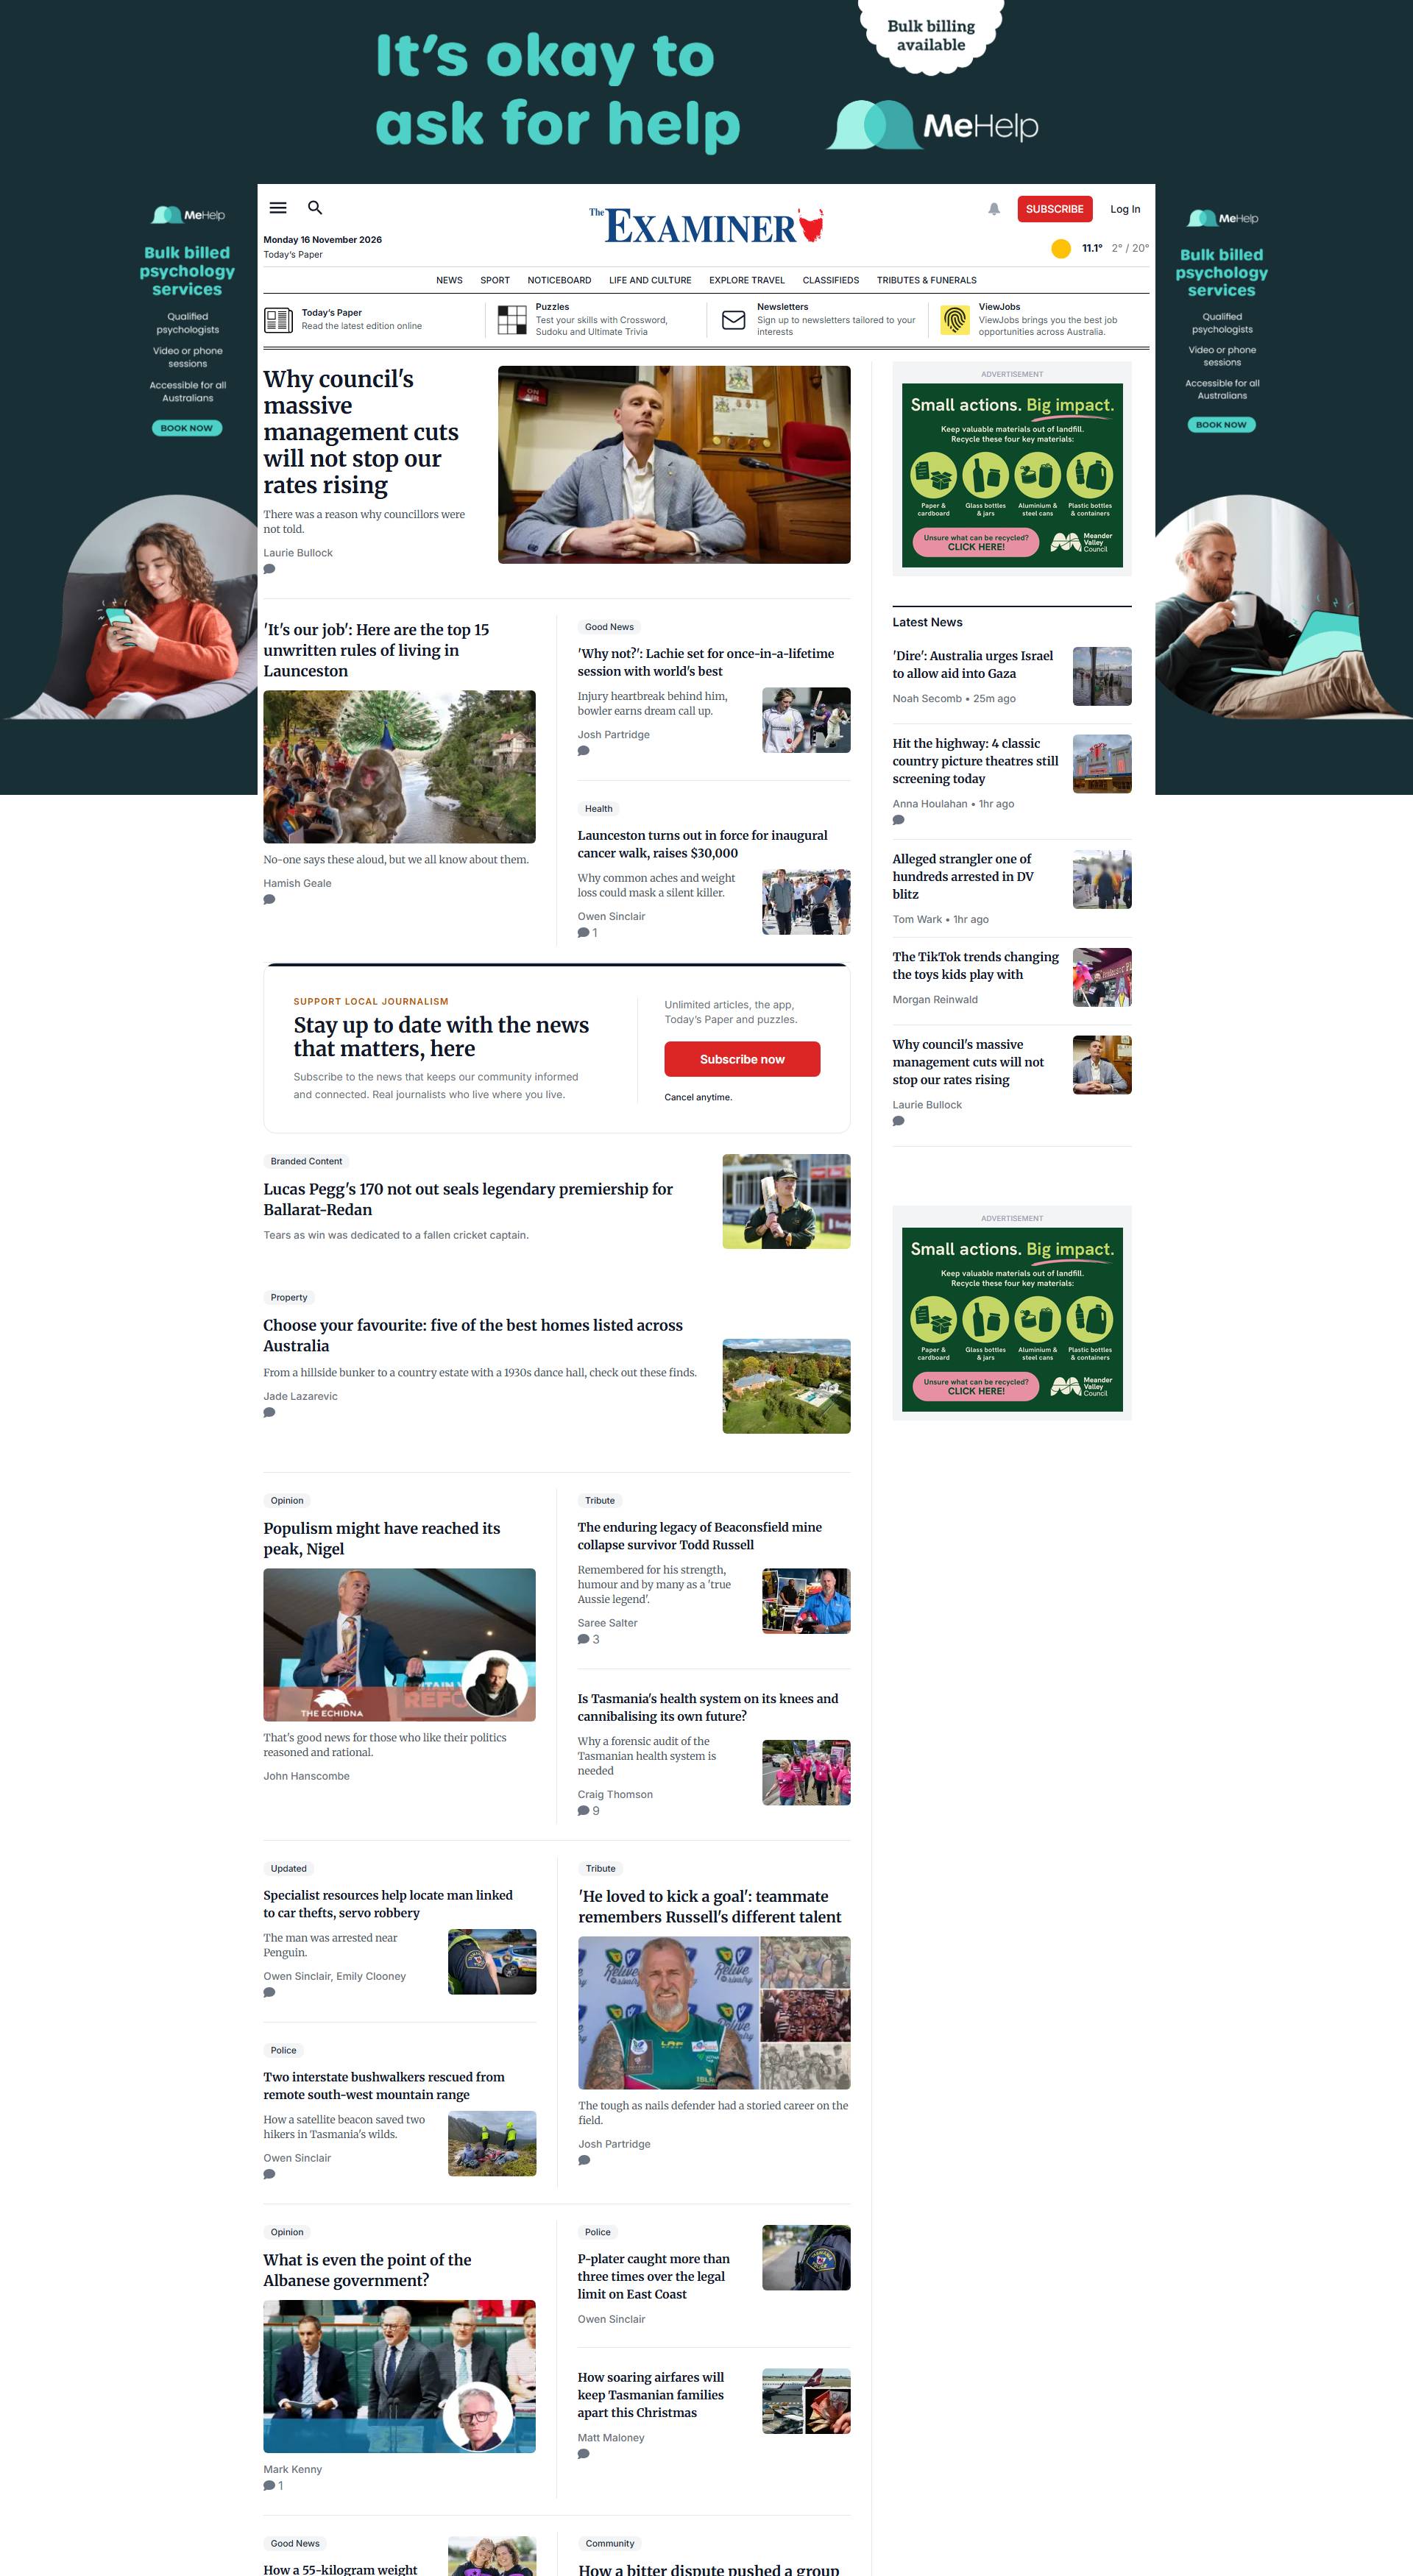 It's okay to
ask for help
Bulk billing
available
MeHelp
MeHelp
Bulk billed
psychology
services
Qualified
psychologists
Video or phone
sessions
Accessible for all
Australians
BOOK NOW
MeHelp
Bulk billed
psychology
services
Qualified
psychologists
Video or phone
sessions
Accessible for all
Australians
BOOK NOW
Monday 16 November 2026
Today's Paper
The EXAMINER
SUBSCRIBE
Log In
11.1° 2° / 20°
NEWS SPORT NOTICEBOARD LIFE AND CULTURE EXPLORE TRAVEL CLASSIFIEDS TRIBUTES & FUNERALS
Today's Paper
Read the latest edition online
Puzzles
Test your skills with Crossword,
Sudoku and Ultimate Trivia
Newsletters
Sign up to newsletters tailored to your
interests
ViewJobs
ViewJobs brings you the best job
opportunities across Australia.
Why council's
massive
management cuts
will not stop our
rates rising
There was a reason why councillors were
not told.
Laurie Bullock
'It's our job': Here are the top 15
unwritten rules of living in
Launceston
No-one says these aloud, but we all know about them.
Hamish Geale
Good News
'Why not?': Lachie set for once-in-a-lifetime
session with world's best
Injury heartbreak behind him,
bowler earns dream call up.
Josh Partridge
Health
Launceston turns out in force for inaugural
cancer walk, raises $30,000
Why common aches and weight
loss could mask a silent killer.
Owen Sinclair
1
SUPPORT LOCAL JOURNALISM
Stay up to date with the news
that matters, here
Subscribe to the news that keeps our community informed
and connected. Real journalists who live where you live.
Unlimited articles, the app,
Today's Paper and puzzles.
Subscribe now
Cancel anytime.
Branded Content
Lucas Pegg's 170 not out seals legendary premiership for
Ballarat-Redan
Tears as win was dedicated to a fallen cricket captain.
Property
Choose your favourite: five of the best homes listed across
Australia
From a hillside bunker to a country estate with a 1930s dance hall, check out these finds.
Jade Lazarevic
Opinion
Populism might have reached its
peak, Nigel
THE ECHIDNA
That's good news for those who like their politics
reasoned and rational.
John Hanscombe
Tribute
The enduring legacy of Beaconsfield mine
collapse survivor Todd Russell
Remembered for his strength,
humour and by many as a 'true
Aussie legend'.
Saree Salter
3
Is Tasmania's health system on its knees and
cannibalising its own future?
Why a forensic audit of the
Tasmanian health system is
needed
Craig Thomson
9
Updated
Specialist resources help locate man linked
to car thefts, servo robbery
The man was arrested near
Penguin.
Owen Sinclair, Emily Clooney
Police
Two interstate bushwalkers rescued from
remote south-west mountain range
How a satellite beacon saved two
hikers in Tasmania's wilds.
Owen Sinclair
Tribute
'He loved to kick a goal': teammate
remembers Russell's different talent
The tough as nails defender had a storied career on the
field.
Josh Partridge
Opinion
What is even the point of the
Albanese government?
Mark Kenny
1
Police
P-plater caught more than
three times over the legal
limit on East Coast
Owen Sinclair
How soaring airfares will
keep Tasmanian families
apart this Christmas
Matt Maloney
Good News
How a 55-kilogram weight
Community
How a bitter dispute pushed a group
ADVERTISEMENT
Small actions. Big impact.
Keep valuable materials out of landfill.
Recycle these four key materials:
Paper &
cardboard
Glass bottles
& jars
Aluminium &
steel cans
Plastic bottles
& containers
Unsure what can be recycled?
CLICK HERE!
Meander
Valley
Council
Latest News
'Dire': Australia urges Israel
to allow aid into Gaza
Noah Secomb • 25m ago
Hit the highway: 4 classic
country picture theatres still
screening today
Anna Houlahan • 1hr ago
Alleged strangler one of
hundreds arrested in DV
blitz
Tom Wark • 1hr ago
The TikTok trends changing
the toys kids play with
Morgan Reinwald
Why council's massive
management cuts will not
stop our rates rising
Laurie Bullock
ADVERTISEMENT
Small actions. Big impact.
Keep valuable materials out of landfill.
Recycle these four key materials:
Paper &
cardboard
Glass bottles
& jars
Aluminium &
steel cans
Plastic bottles
& containers
Unsure what can be recycled?
CLICK HERE!
Meander
Valley
Council